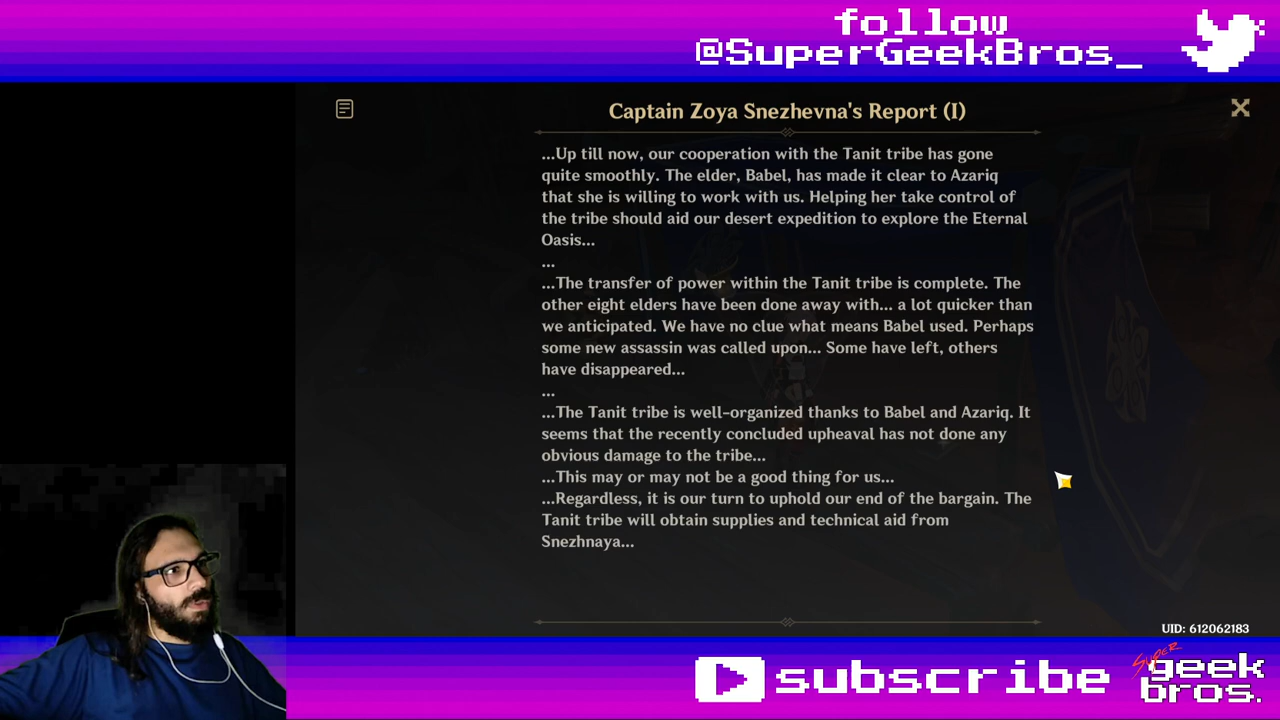 follow
@SuperGeekBros_
Captain Zoya Snezhevna's Report (I)
...Up till now, our cooperation with the Tanit tribe has gone
quite smoothly. The elder, Babel, has made it clear to Azariq
that she is willing to work with us. Helping her take control of
the tribe should aid our desert expedition to explore the Eternal
Oasis...
...
...The transfer of power within the Tanit tribe is complete. The
other eight elders have been done away with... a lot quicker than
we anticipated. We have no clue what means Babel used. Perhaps
some new assassin was called upon... Some have left, others
have disappeared...
...
...The Tanit tribe is well-organized thanks to Babel and Azariq. It
seems that the recently concluded upheaval has not done any
obvious damage to the tribe...
...This may or may not be a good thing for us...
...Regardless, it is our turn to uphold our end of the bargain. The
Tanit tribe will obtain supplies and technical aid from
Snezhnaya...
UID: 612062183
subscribe
SUPER
geek
bros.